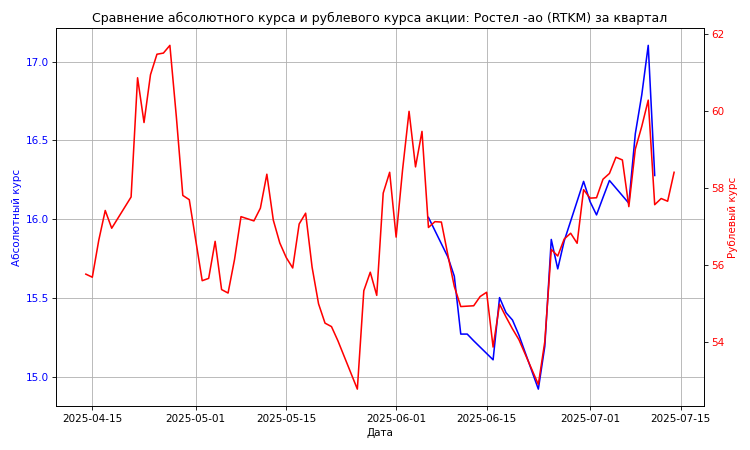 Сравнение абсолютного курса и рублевого курса акции: Ростел -ао (RTKM) за квартал
Абсолютный курс
17.0
16.5
16.0
15.5
15.0
62
60
58
56
54
Рублевый курс
2025-04-15 2025-05-01 2025-05-15 2025-06-01 2025-06-15 2025-07-01 2025-07-15
Дата